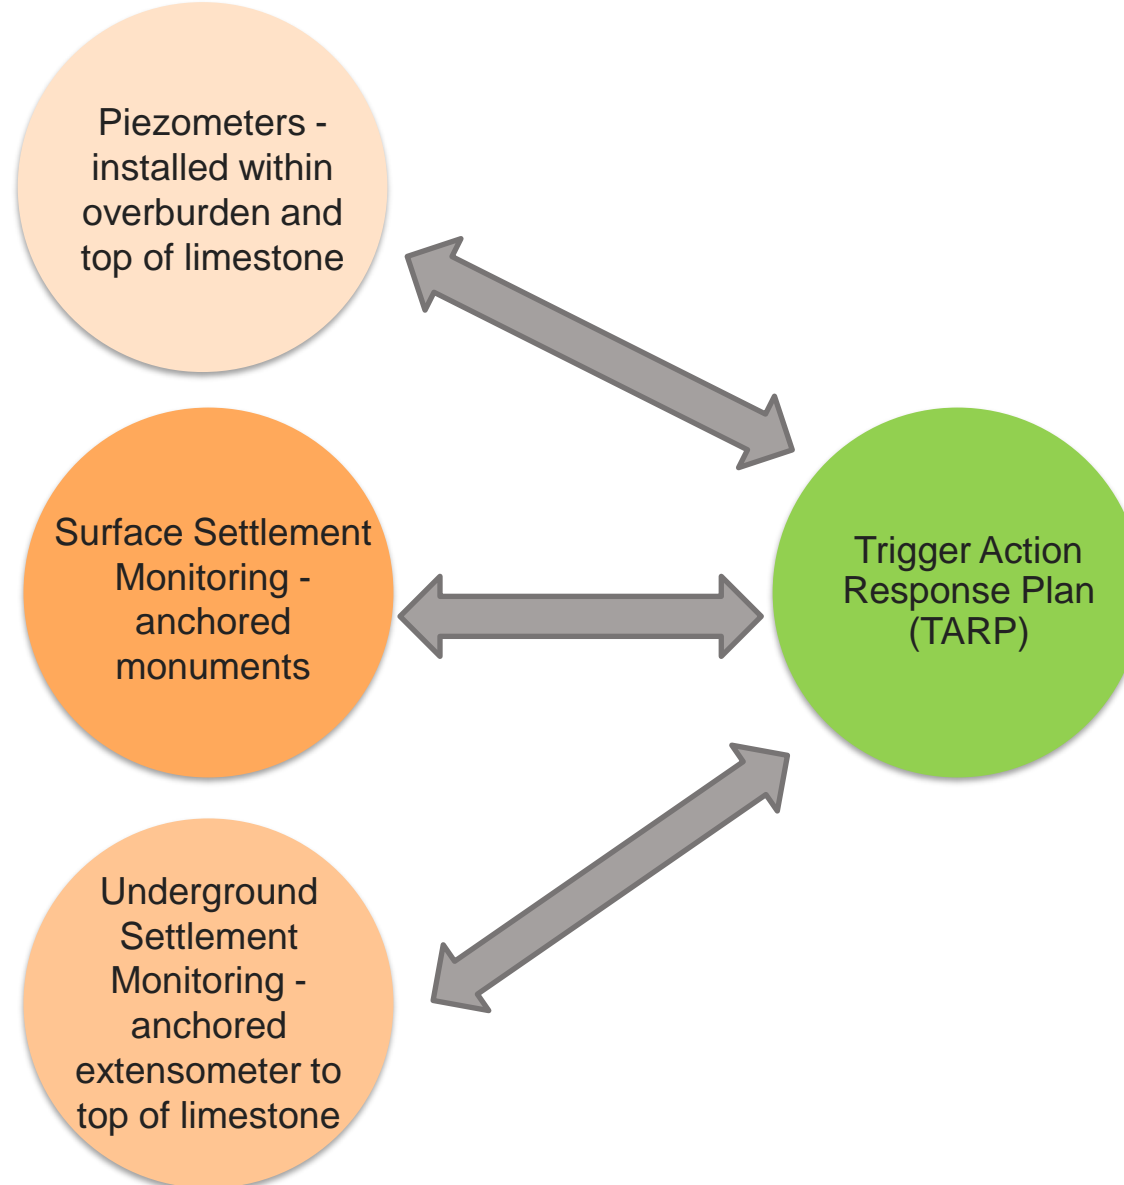 Piezometers -
installed within
overburden and
top of limestone
Surface Settlement
Monitoring -
anchored
monuments
Underground
Settlement
Monitoring -
anchored
extensometer to
top of limestone
Trigger Action
Response Plan
(TARP)